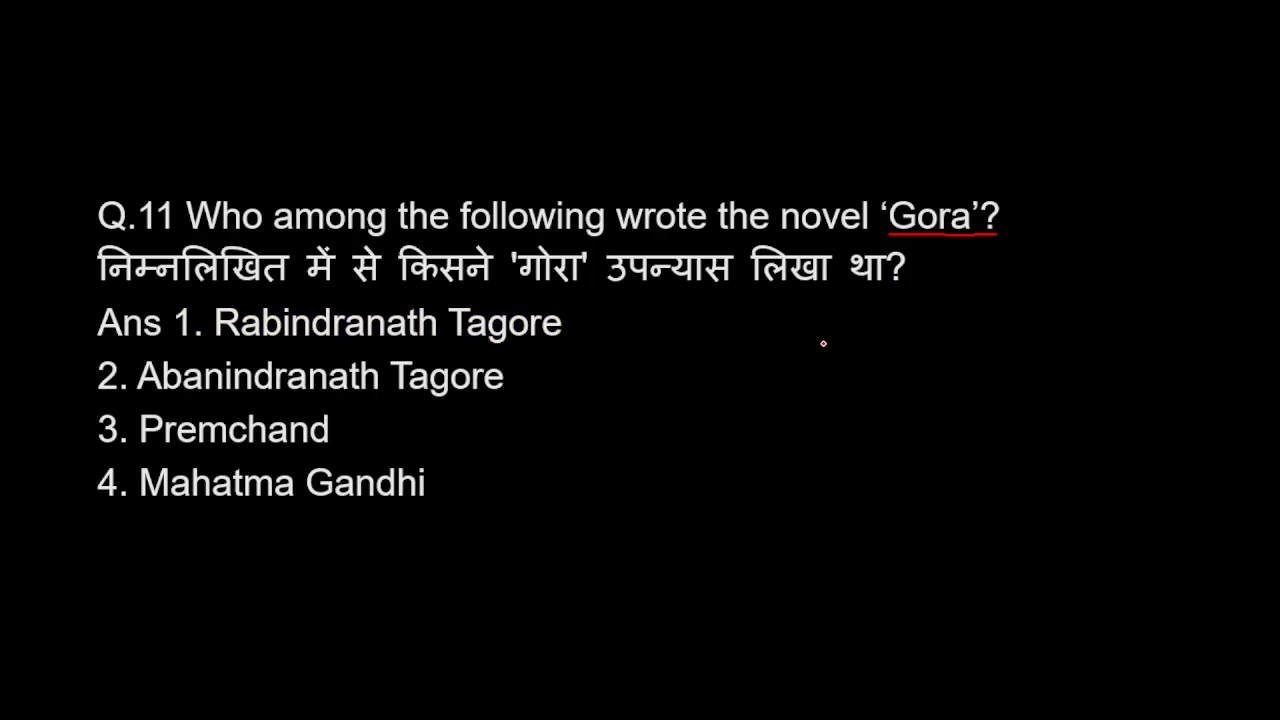 Q.11 Who among the following wrote the novel ‘Gora’?
निम्नलिखित में से किसने 'गोरा' उपन्यास लिखा था?
Ans 1. Rabindranath Tagore
2. Abanindranath Tagore
3. Premchand
4. Mahatma Gandhi